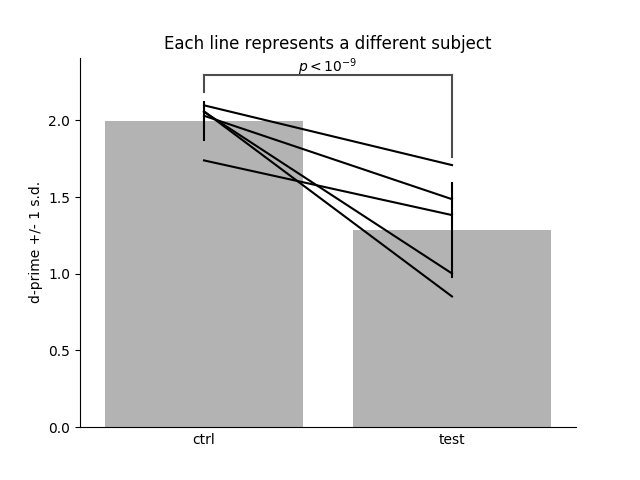 Each line represents a different subject
p < 10⁻⁹
d-prime +/- 1 s.d.
2.0
1.5
1.0
0.5
0.0
ctrl test